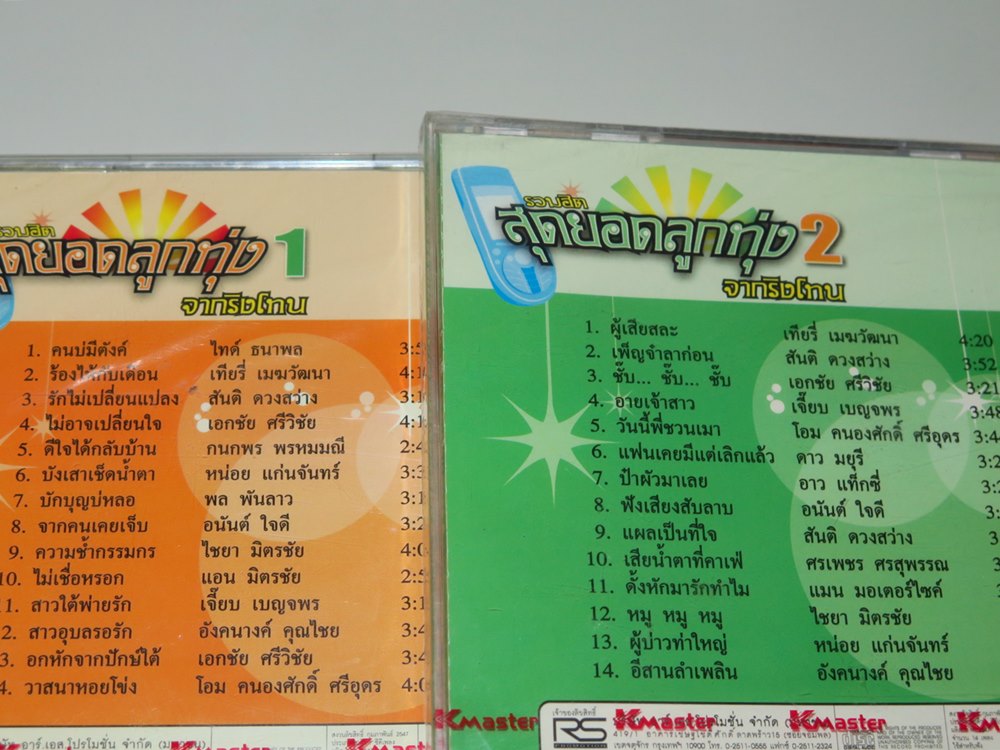 รวมฮิต
สุดยอดลูกทุ่ง 1
จากริงโทน
1. คนบ่มีตังค์ ไทด์ ธนาพล
2. ร้องไห้กับเดือน เทียรี่ เมฆวัฒนา
3. รักไม่เปลี่ยนแปลง สันติ ดวงสว่าง
4. ไม่อาจเปลี่ยนใจ เอกชัย ศรีวิชัย
5. ดีใจได้กลับบ้าน กนกพร พรหมมณี
6. บังเสาเช็ดน้ำตา หน่อย แก่นจันทร์
7. บักบุญบ่หลอ พล พันลาว
8. จากคนเคยเจ็บ อนันต์ ใจดี
9. ความช้ำกรรมกร ไชยา มิตรชัย
10. ไม่เชื่อหรอก แอน มิตรชัย
11. สาวใต้พ่ายรัก เจี๊ยบ เบญจพร
2. สาวอุบลรอรัก อังคนางค์ คุณไชย
3. อกหักจากปักษ์ใต้ เอกชัย ศรีวิชัย
4. วาสนาหอยโข่ง โอม คนองศักดิ์ ศรีอุดร
รวมฮิต
สุดยอดลูกทุ่ง 2
จากริงโทน
1. ผู้เสียสละ เทียรี่ เมฆวัฒนา 4:20
2. เพ็ญจ๋าลาก่อน สันติ ดวงสว่าง 3:52
3. ซั๊บ... ซั๊บ... ซั๊บ เอกชัย ศรีวิชัย 3:21
4. อายเจ้าสาว เจี๊ยบ เบญจพร 3:48
5. วันนี้พี่ชวนเมา โอม คนองศักดิ์ ศรีอุดร
6. แฟนเคยมีแต่เลิกแล้ว ดาว มยุรี
7. ป้าผัวมาเลย อาว แท็กซี่
8. ฟังเสียงสับลาบ อนันต์ ใจดี
9. แผลเป็นที่ใจ สันติ ดวงสว่าง
10. เสียน้ำตาที่คาเฟ่ ศรเพชร ศรสุพรรณ
11. ดั้งหักมารักทำไม แมน มอเตอร์ไซค์
12. หมู หมู หมู ไชยา มิตรชัย
13. ผู้บ่าวท่าใหญ่ หน่อย แก่นจันทร์
14. อีสานลำเพลิน อังคนางค์ คุณไชย
KMaster
KMaster
RS